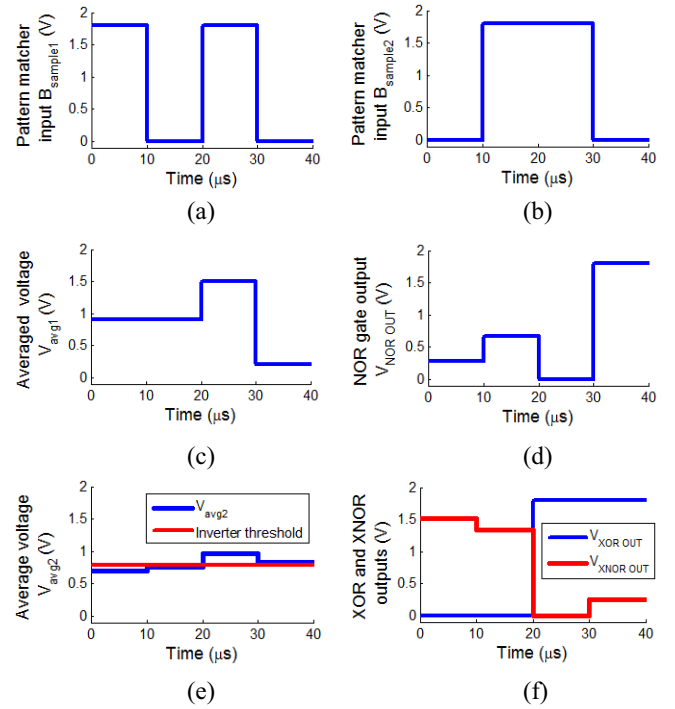 Pattern matcher
input B_sample1 (V)
2
1.5
1
0.5
0
0 10 20 30 40
Time (μs)
(a)
Pattern matcher
input B_sample2 (V)
2
1.5
1
0.5
0
0 10 20 30 40
Time (μs)
(b)
Averaged voltage
V_avg1 (V)
2
1.5
1
0.5
0
0 10 20 30 40
Time (μs)
(c)
NOR gate output
V_NOR OUT (V)
2
1.5
1
0.5
0
0 10 20 30 40
Time (μs)
(d)
Average voltage
V_avg2 (V)
2
1.5
1
0.5
0
V_avg2
Inverter threshold
0 10 20 30 40
Time (μs)
(e)
XOR and XNOR
outputs (V)
2
1.5
1
0.5
0
V_XOR OUT
V_XNOR OUT
0 10 20 30 40
Time (μs)
(f)